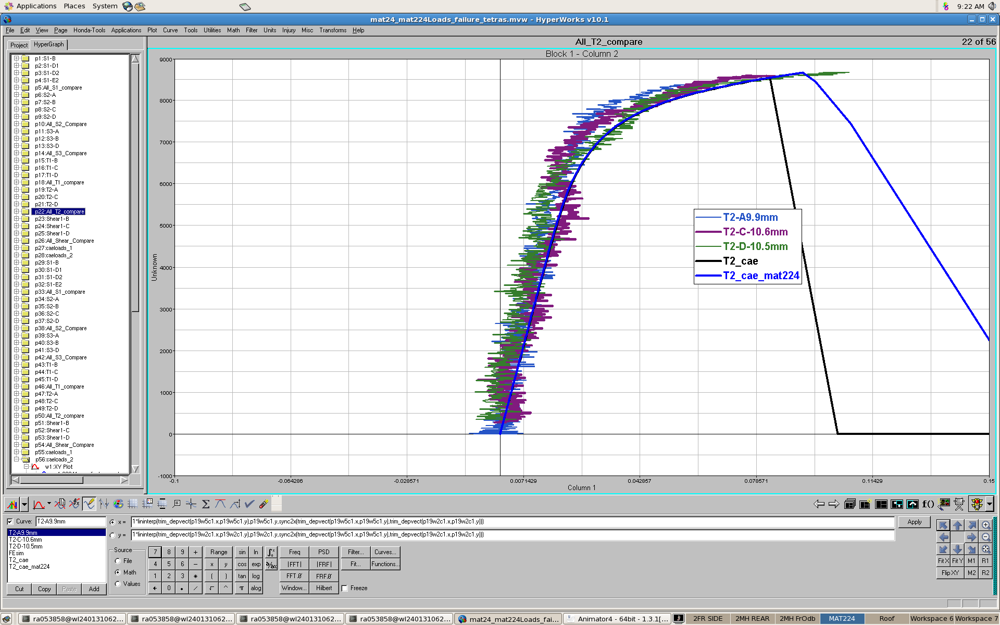 Applications Places System 9:22 AM
mat24_mat224Loads_failure_tetras.mvw - HyperWorks v10.1
File Edit View Page Honda-Tools Applications Plot Curve Tools Utilities Math Filter Units Injury Misc Transforms Help
Project HyperGraph
All_T2_compare 22 of 56
p1:S1-B
p2:S1-D1
p3:S1-D2
p4:S1-E2
p5:All_S1_compare
p6:S2-A
p7:S2-B
p8:S2-C
p9:S2-D
p10:All_S2_Compare
p11:S3-A
p12:S3-B
p13:S3-D
p14:All_S3_Compare
p15:T1-B
p16:T1-C
p17:T1-D
p18:All_T1_compare
p19:T2-A
p20:T2-C
p21:T2-D
p22:All_T2_compare
p23:Shear1-B
p24:Shear1-C
p25:Shear1-D
p26:All_Shear_Compare
p27:caeloads_1
p28:caeloads_2
p29:S1-B
p30:S1-D1
p31:S1-D2
p32:S1-E2
p33:All_S1_compare
p34:S2-A
p35:S2-B
p36:S2-C
p37:S2-D
p38:All_S2_Compare
p39:S3-A
p40:S3-B
p41:S3-D
p42:All_S3_Compare
p43:T1-B
p44:T1-C
p45:T1-D
p46:All_T1_compare
p47:T2-A
p48:T2-C
p49:T2-D
p50:All_T2_compare
p51:Shear1-B
p52:Shear1-C
p53:Shear1-D
p54:All_Shear_Compare
p55:caeloads_1
p56:caeloads_2
w1:XY Plot
Block 1 - Column 2
9000
8000
7000
6000
5000
4000
3000
2000
1000
0
-1000
Unknown
-0.1 -0.064286 -0.028571 0.0071429 0.042857 0.078571 0.11429 0.15
Column 1
T2-A9.9mm
T2-C-10.6mm
T2-D-10.5mm
T2_cae
T2_cae_mat224
f()
Curve: T2-A9.9mm
T2-A9.9mm
T2-C-10.6mm
T2-D-10.5mm
FEsim
T2_cae
T2_cae_mat224
Cut Copy Paste Add
x = 1*lininterp(trim_depvect(p19w5c1.x,p19w5c1.y),p19w5c1.y,sync2x(trim_depvect(p19w5c1.x,p19w5c1.y),trim_depvect(p19w2c1.x,p19w2c1.y))) Apply
y = 1*lininterp(trim_depvect(p19w2c1.x,p19w2c1.y),p19w2c1.y,sync2x(trim_depvect(p19w5c1.x,p19w5c1.y),trim_depvect(p19w2c1.x,p19w2c1.y)))
Source
File
Math
Values
7 8 9 + Range sin ln Freq PSD Filter... Curves...
4 5 6 – x y cos exp |FFT| |FRF| Fit... Functions...
1 2 3 * ( ) tan log FFT Ø FRF Ø
0 . / √ ^ π alog Window... Hilbert Freeze
Fit X Fit Y M1 R1
Flip XY M2 R2
ra053858@wl240131062... ra053858@wl240131062... ra053858@wl240131062... ra053858@wl240131062... mat24_mat224Loads_fai... Animator4 - 64bit - 1.3.1[... 2FR SIDE 2MH REAR 2MH FrOdb MAT224 Roof Workspace 6 Workspace 7